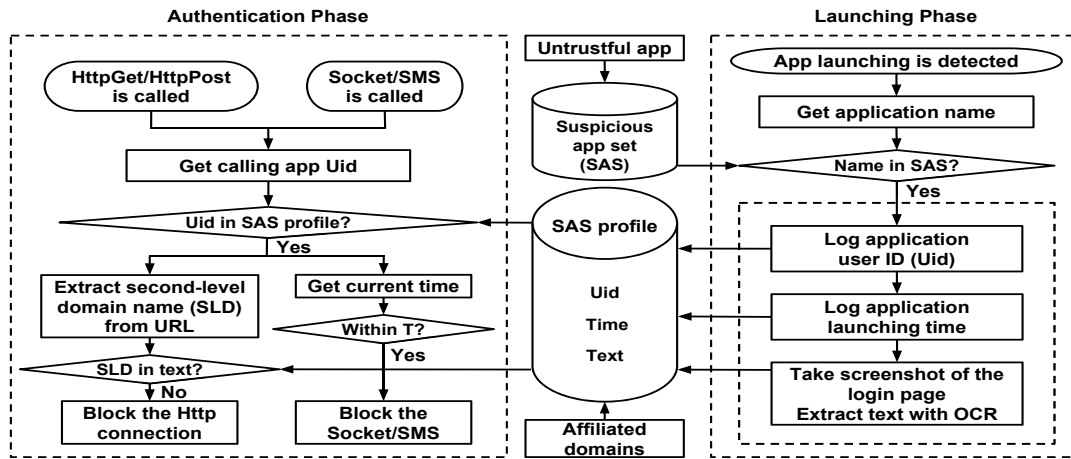 Authentication Phase
HttpGet/HttpPost
is called
Socket/SMS
is called
Get calling app Uid
Uid in SAS profile?
Yes
Extract second-level
domain name (SLD)
from URL
Get current time
Within T?
Yes
SLD in text?
No
Block the Http
connection
Block the
Socket/SMS
Untrustful app
Suspicious
app set
(SAS)
SAS profile
Uid
Time
Text
Affiliated
domains
Launching Phase
App launching is detected
Get application name
Name in SAS?
Yes
Log application
user ID (Uid)
Log application
launching time
Take screenshot of the
login page
Extract text with OCR